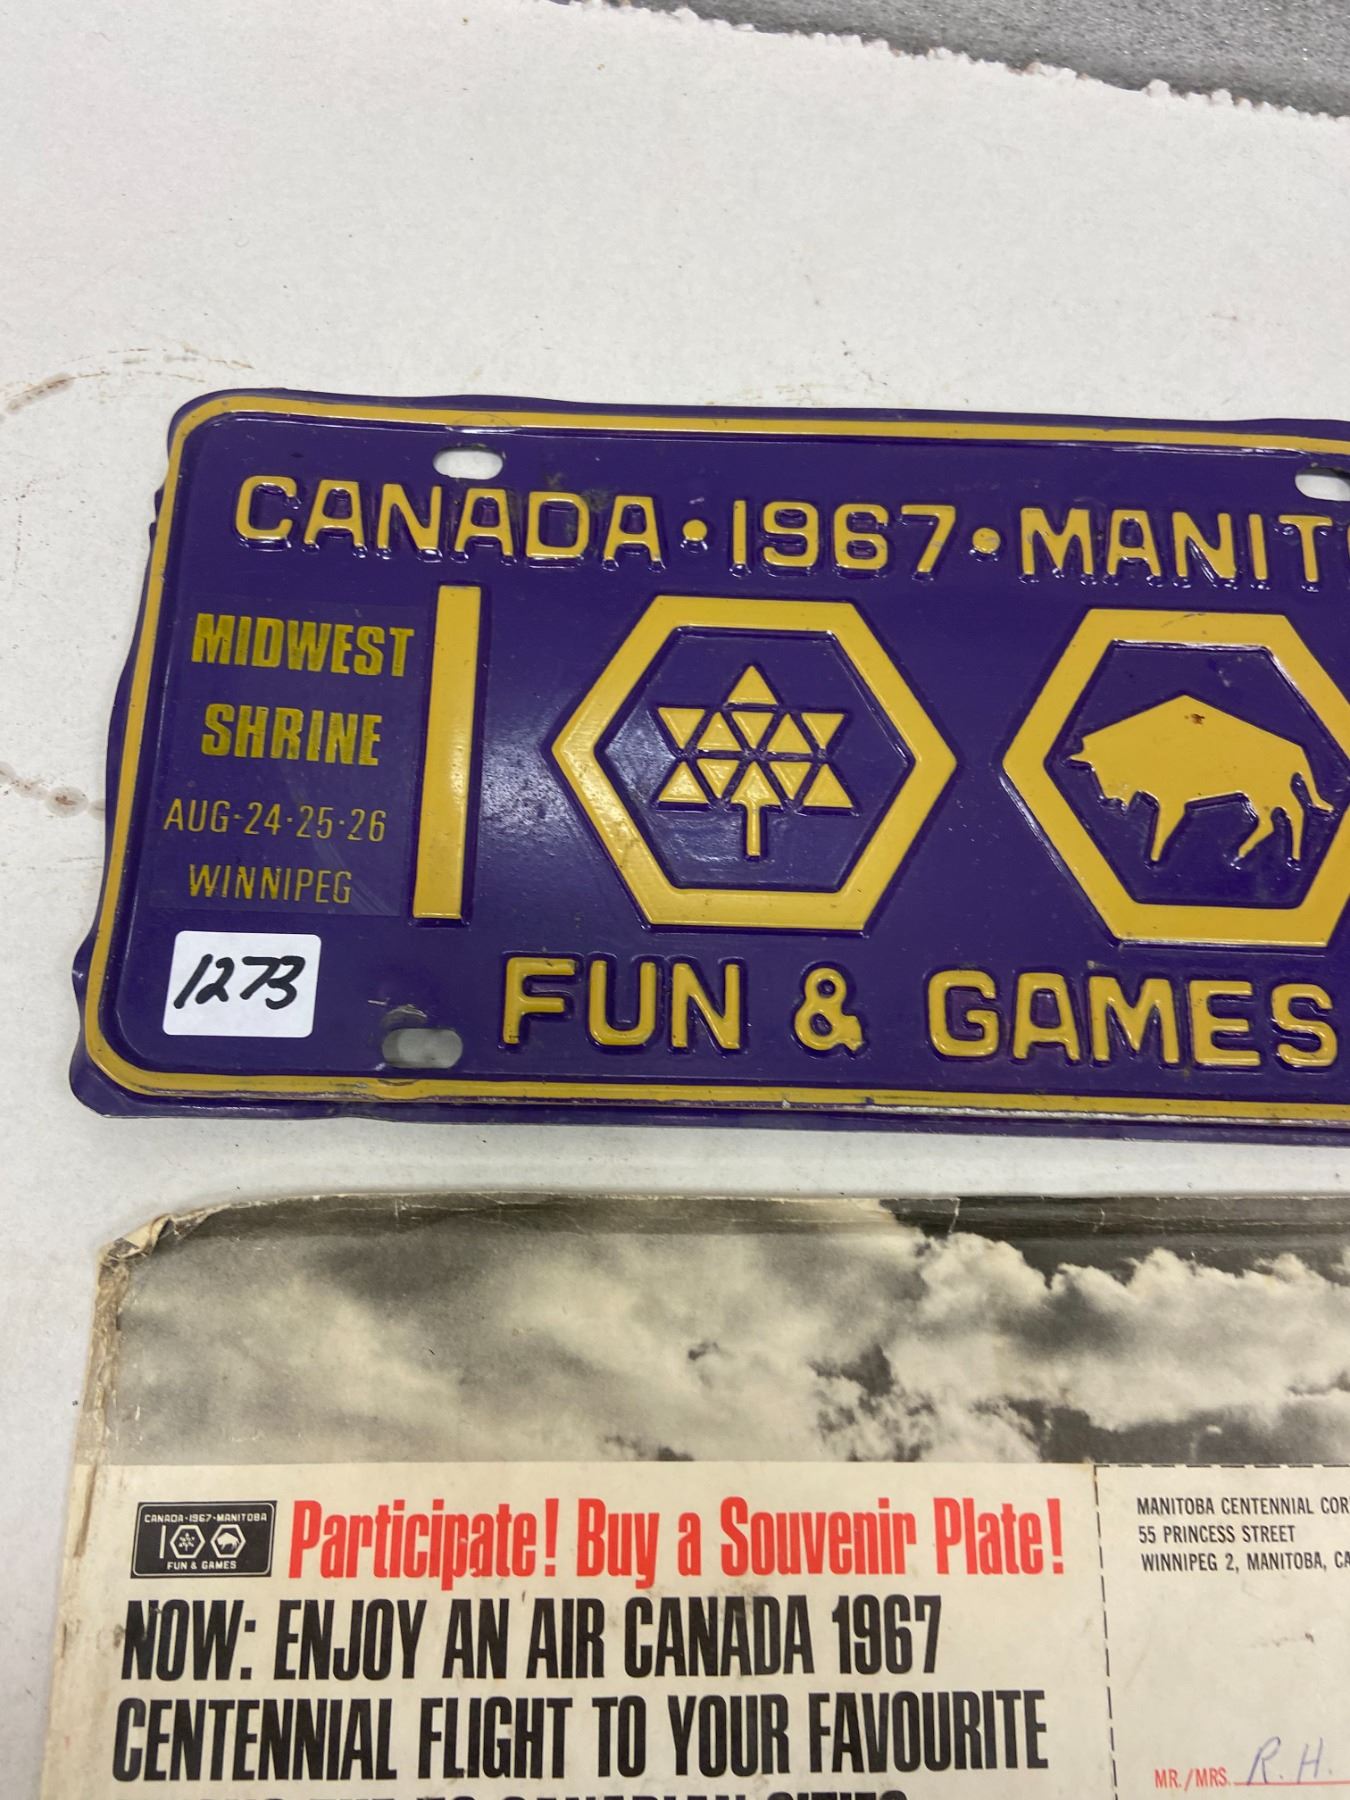 CANADA • 1967 • MANIT
MIDWEST
SHRINE
AUG-24-25-26
WINNIPEG
1273
FUN & GAMES
CANADA•1967•MANITOBA
FUN & GAMES
Participate! Buy a Souvenir Plate!
NOW: ENJOY AN AIR CANADA 1967
CENTENNIAL FLIGHT TO YOUR FAVOURITE
MANITOBA CENTENNIAL COR
55 PRINCESS STREET
WINNIPEG 2, MANITOBA, CA
MR./MRS. R. H.